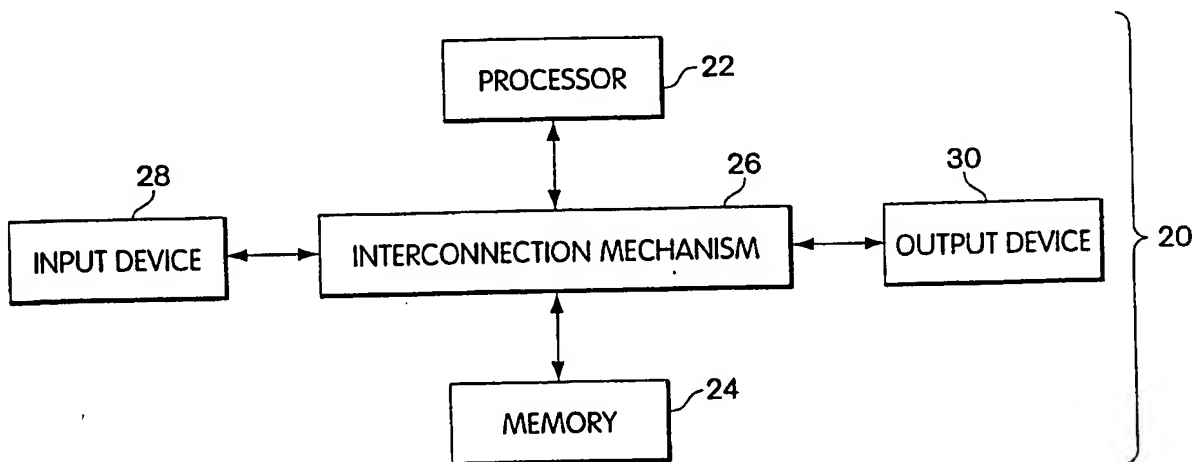 PROCESSOR
22
28
26
30
INPUT DEVICE
INTERCONNECTION MECHANISM
OUTPUT DEVICE
20
MEMORY
24